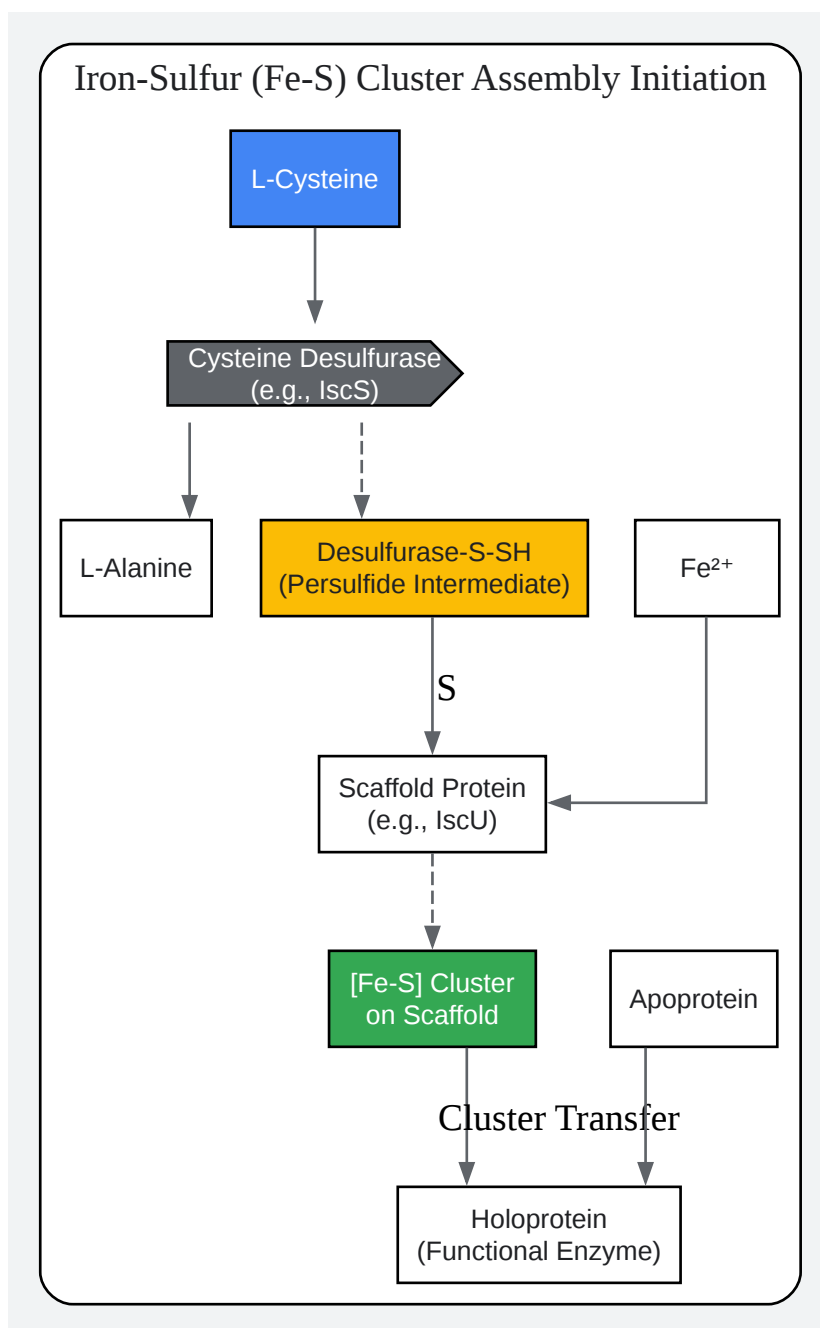 Iron-Sulfur (Fe-S) Cluster Assembly Initiation
L-Cysteine
Cysteine Desulfurase
(e.g., IscS)
L-Alanine
Desulfurase-S-SH
(Persulfide Intermediate)
Fe²⁺
S
Scaffold Protein
(e.g., IscU)
[Fe-S] Cluster
on Scaffold
Apoprotein
Cluster Transfer
Holoprotein
(Functional Enzyme)